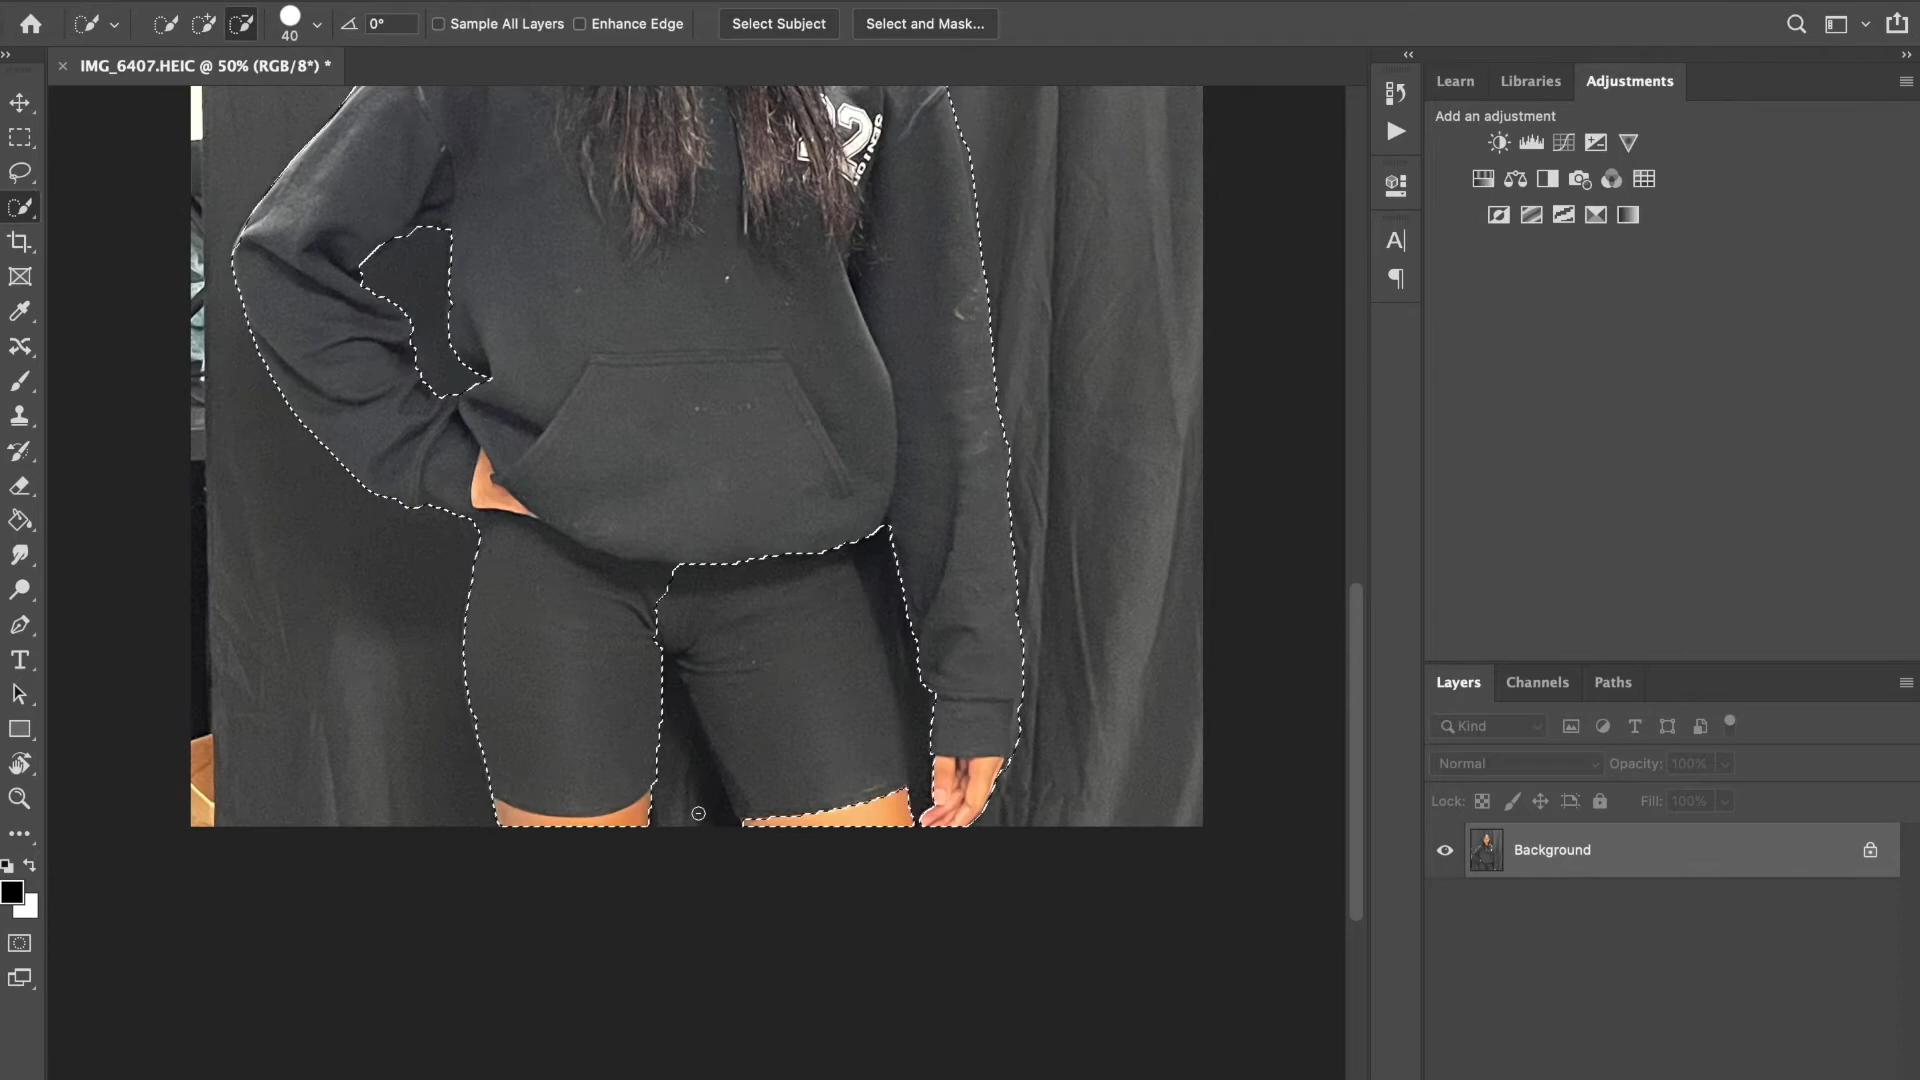 40
0°
Sample All Layers
Enhance Edge
Select Subject
Select and Mask...
IMG_6407.HEIC @ 50% (RGB/8*) *
Learn
Libraries
Adjustments
Add an adjustment
Layers
Channels
Paths
Kind
Normal
Opacity: 100%
Lock:
Fill: 100%
Background